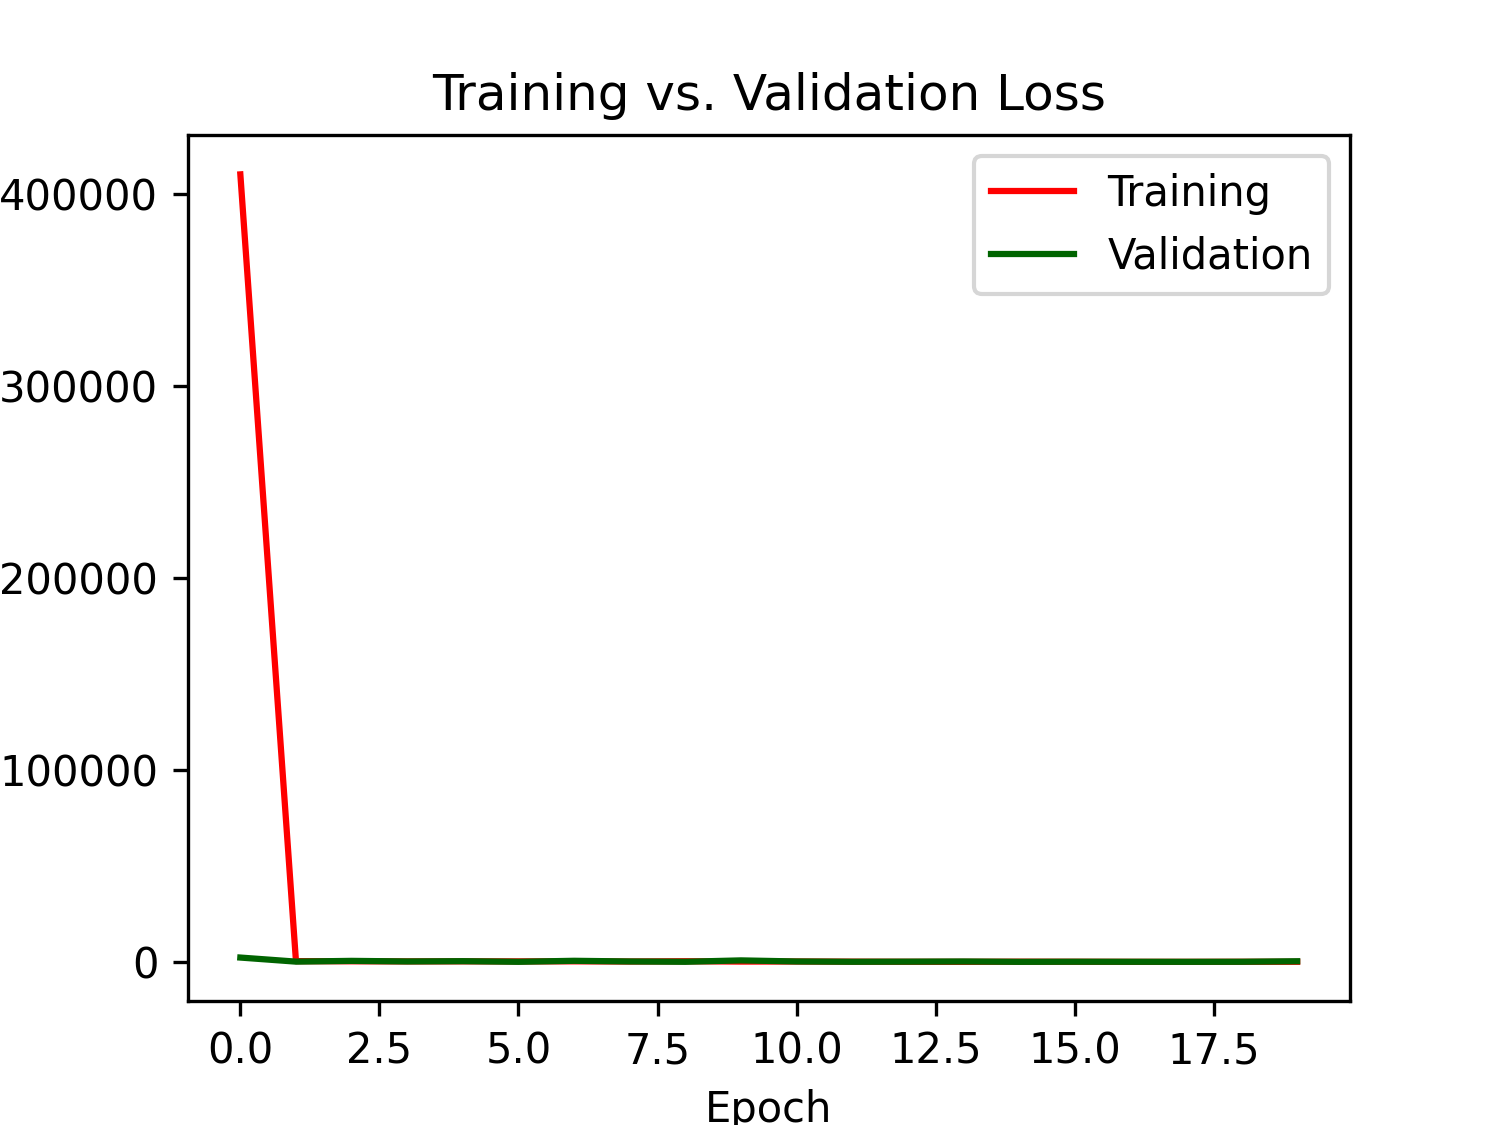 Training vs. Validation Loss
Training
Validation
400000
300000
200000
100000
0
0.0 2.5 5.0 7.5 10.0 12.5 15.0 17.5
Epoch